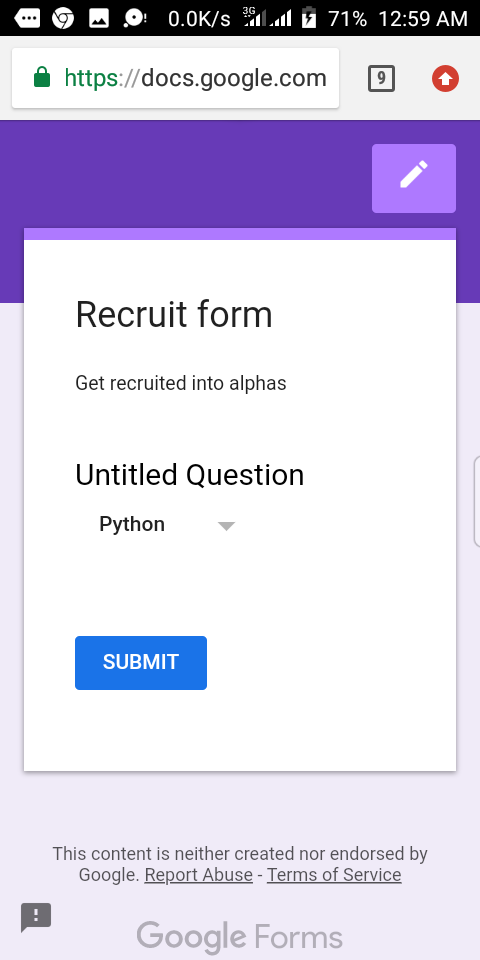 0.0K/s 3G 71% 12:59 AM
https://docs.google.com 9
Recruit form
Get recruited into alphas
Untitled Question
Python
SUBMIT
This content is neither created nor endorsed by
Google. Report Abuse - Terms of Service
Google Forms